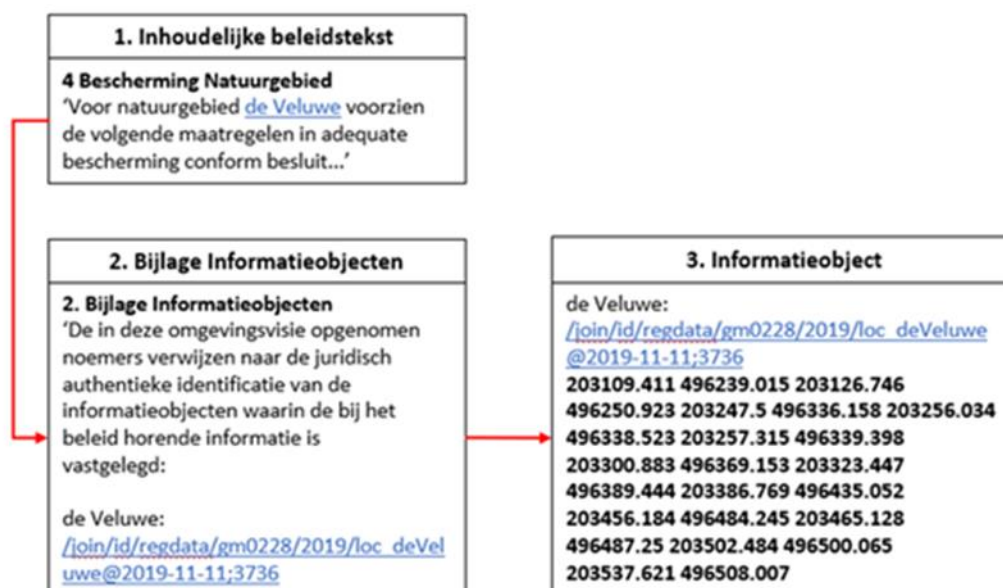 1. Inhoudelijke beleidstekst
4 Bescherming Natuurgebied
‘Voor natuurgebied de Veluwe voorzien
de volgende maatregelen in adequate
bescherming conform besluit...’
2. Bijlage Informatieobjecten
2. Bijlage Informatieobjecten
‘De in deze omgevingsvisie opgenomen
noemers verwijzen naar de juridisch
authentieke identificatie van de
informatieobjecten waarin de bij het
beleid horende informatie is
vastgelegd:
de Veluwe:
/join/id/regdata/gm0228/2019/loc_deVel
uwe@2019-11-11;3736
3. Informatieobject
de Veluwe:
/join/id/regdata/gm0228/2019/loc_deVeluwe
@2019-11-11;3736
203109.411 496239.015 203126.746
496250.923 203247.5 496336.158 203256.034
496338.523 203257.315 496339.398
203300.883 496369.153 203323.447
496389.444 203386.769 496435.052
203456.184 496484.245 203465.128
496487.25 203502.484 496500.065
203537.621 496508.007